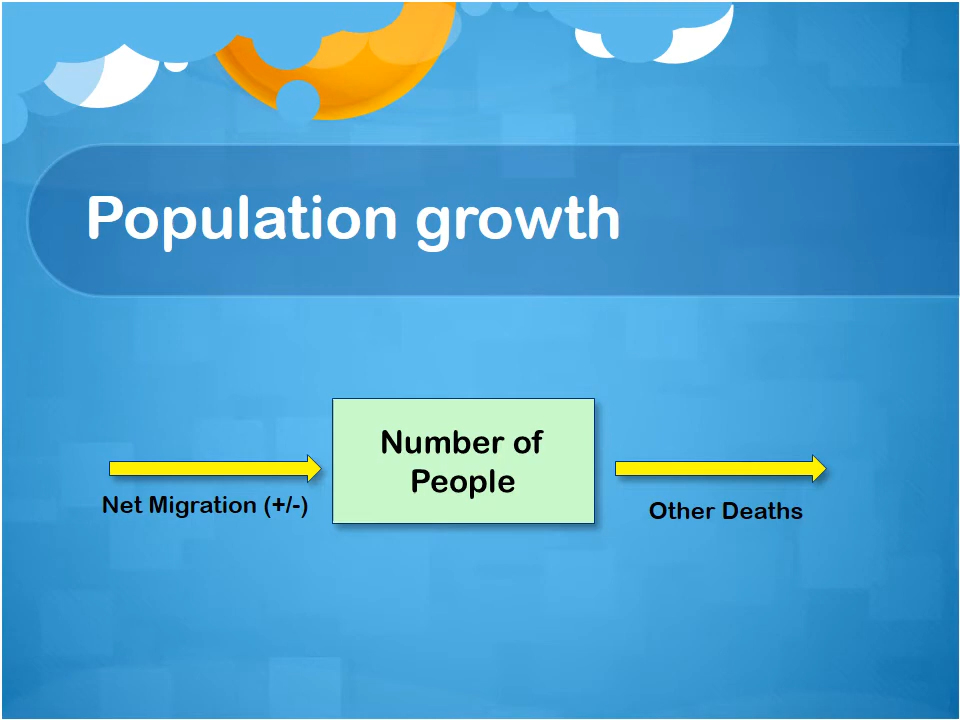 Population growth
Number of
People
Net Migration (+/-)
Other Deaths